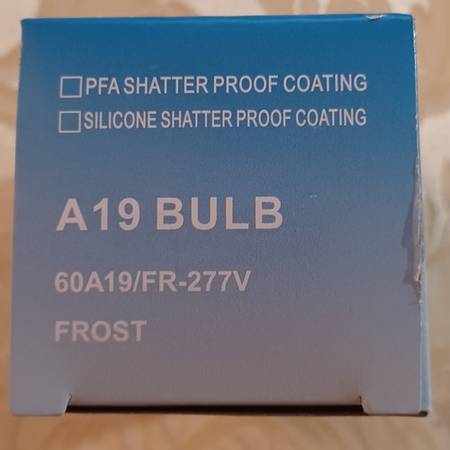 PFA SHATTER PROOF COATING
SILICONE SHATTER PROOF COATING
A19 BULB
60A19/FR-277V
FROST